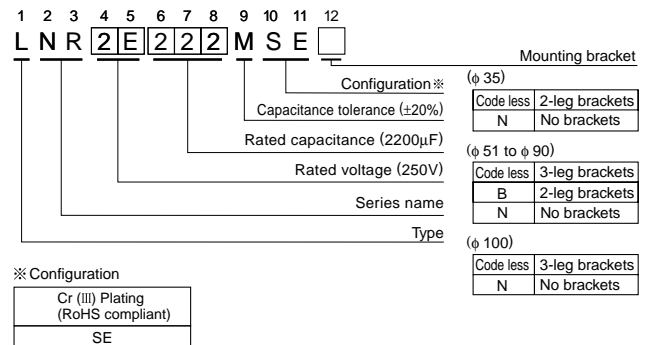 1 2 3 4 5 6 7 8 9 10 11 12
L N R 2 E 2 2 2 M S E
Mounting bracket
Configuration※
Capacitance tolerance (±20%)
Rated capacitance (2200µF)
Rated voltage (250V)
Series name
Type
(φ 35)
Code less 2-leg brackets
N No brackets
(φ 51 to φ 90)
Code less 3-leg brackets
B 2-leg brackets
N No brackets
(φ 100)
Code less 3-leg brackets
N No brackets
※Configuration
Cr (III) Plating
(RoHS compliant)
SE